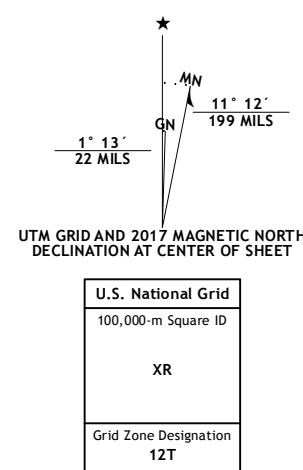 ★
MN
11° 12´
199 MILS
GN
1° 13´
22 MILS
UTM GRID AND 2017 MAGNETIC NORTH
DECLINATION AT CENTER OF SHEET
U.S. National Grid
100,000-m Square ID
XR
Grid Zone Designation
12T